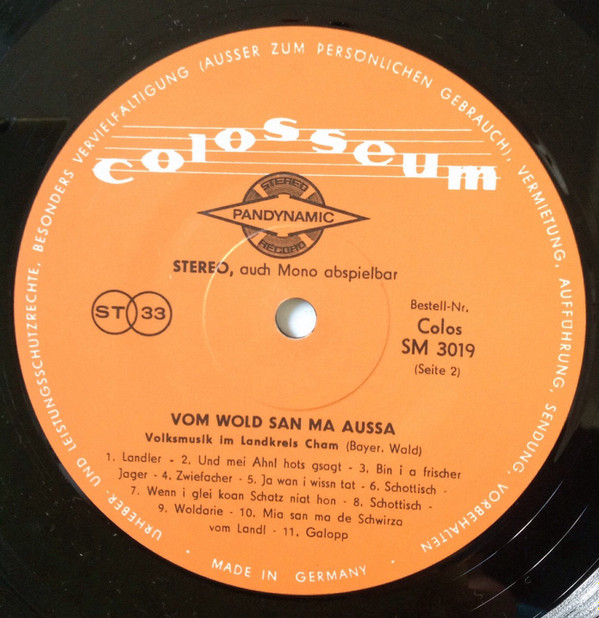 URHEBER- UND LEISTUNGSSCHUTZRECHTE, BESONDERS VERVIELFÄLTIGUNG (AUSSER ZUM PERSÖNLICHEN GEBRAUCH), VERMIETUNG, AUFFÜHRUNG, SENDUNG, VORBEHALTEN
colosseum
STEREO
PANDYNAMIC
RECORD
STEREO, auch Mono abspielbar
ST 33
Bestell-Nr.
Colos
SM 3019
(Seite 2)
VOM WOLD SAN MA AUSSA
Volksmusik im Landkreis Cham (Bayer. Wald)
1. Landler - 2. Und mei Ahnl hots gsagt - 3. Bin i a frischer
Jager - 4. Zwiefacher - 5. Ja wan i wissn tat - 6. Schottisch -
7. Wenn i glei koan Schatz niat hon - 8. Schottisch -
9. Woldarie - 10. Mia san ma de Schwirza
vom Landl - 11. Galopp
• MADE IN GERMANY •